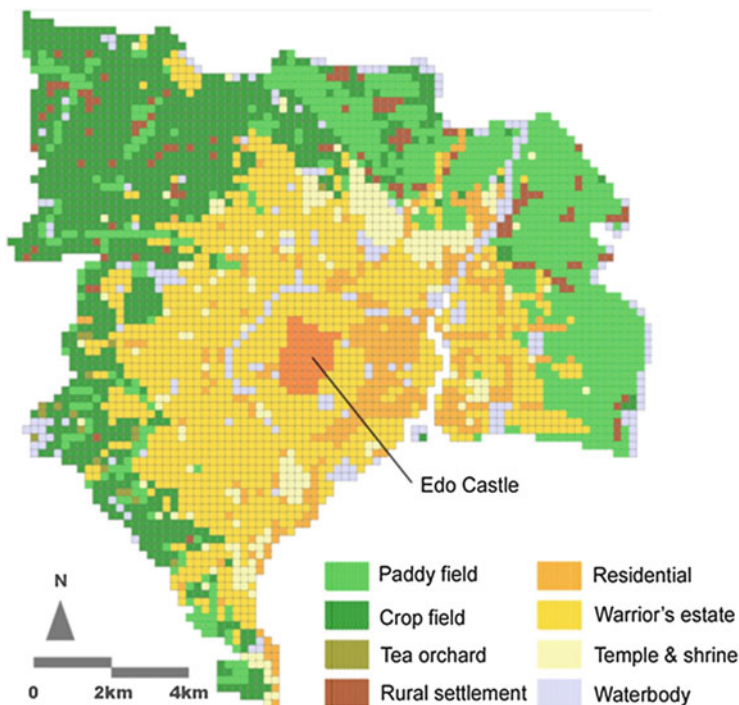 Edo Castle
N
0 2km 4km
Paddy field
Crop field
Tea orchard
Rural settlement
Residential
Warrior's estate
Temple & shrine
Waterbody